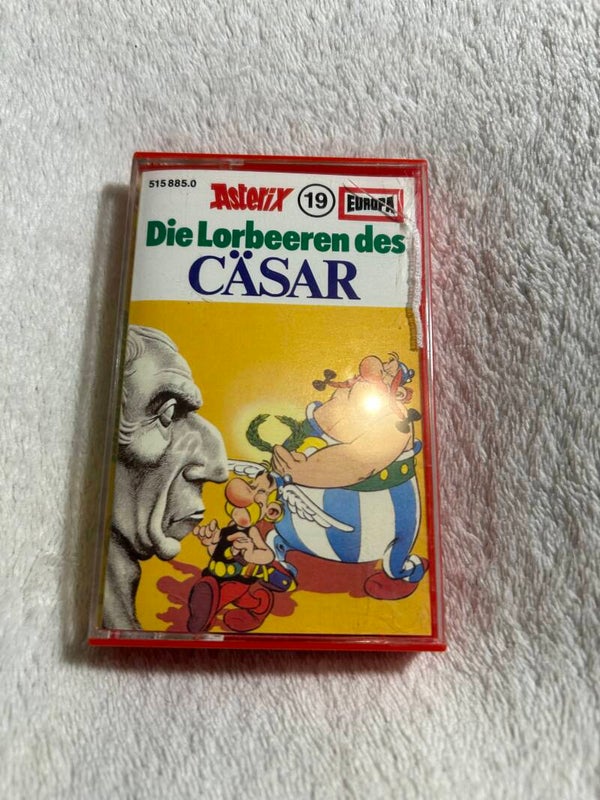 515 885.0 Asterix 19 EUROPA
Die Lorbeeren des
CÄSAR